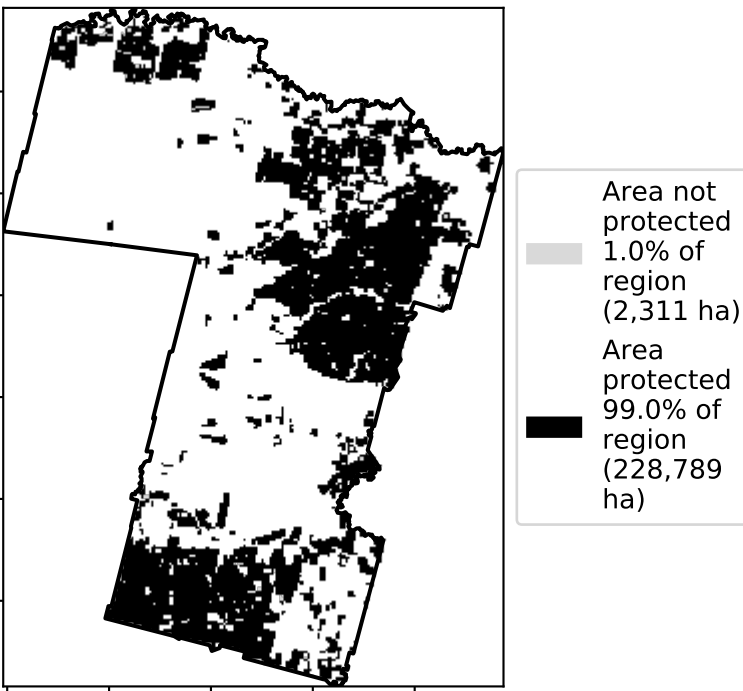 Area not
protected
1.0% of
region
(2,311 ha)
Area
protected
99.0% of
region
(228,789
ha)